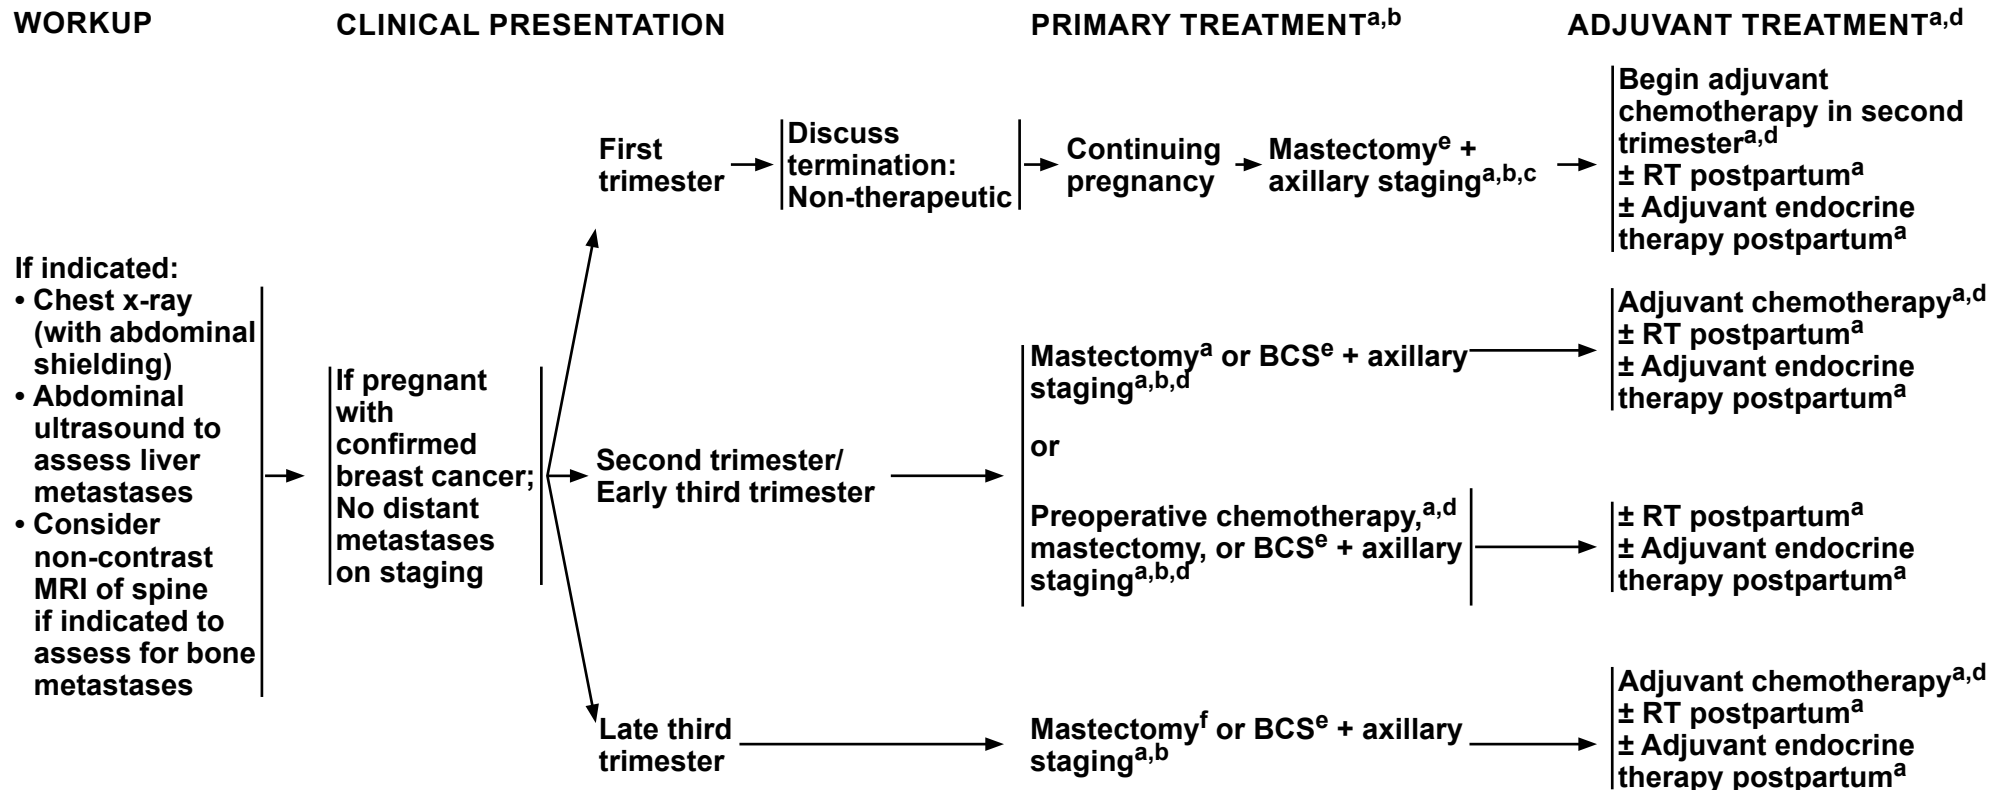 WORKUP
CLINICAL PRESENTATION
PRIMARY TREATMENTa,b
ADJUVANT TREATMENTa,d
If indicated:
• Chest x-ray
(with abdominal
shielding)
• Abdominal
ultrasound to
assess liver
metastases
• Consider
non-contrast
MRI of spine
if indicated to
assess for bone
metastases
If pregnant
with
confirmed
breast cancer;
No distant
metastases
on staging
First
trimester
Discuss
termination:
Non-therapeutic
Continuing
pregnancy
Mastectomye +
axillary staginga,b,c
Begin adjuvant
chemotherapy in second
trimestera,d
± RT postpartuma
± Adjuvant endocrine
therapy postpartuma
Second trimester/
Early third trimester
Mastectomya or BCSe + axillary
staginga,b,d
or
Preoperative chemotherapy,a,d
mastectomy, or BCSe + axillary
staginga,b,d
Adjuvant chemotherapya,d
± RT postpartuma
± Adjuvant endocrine
therapy postpartuma
± RT postpartuma
± Adjuvant endocrine
therapy postpartuma
Late third
trimester
Mastectomyf or BCSe + axillary
staginga,b
Adjuvant chemotherapya,d
± RT postpartuma
± Adjuvant endocrine
therapy postpartuma